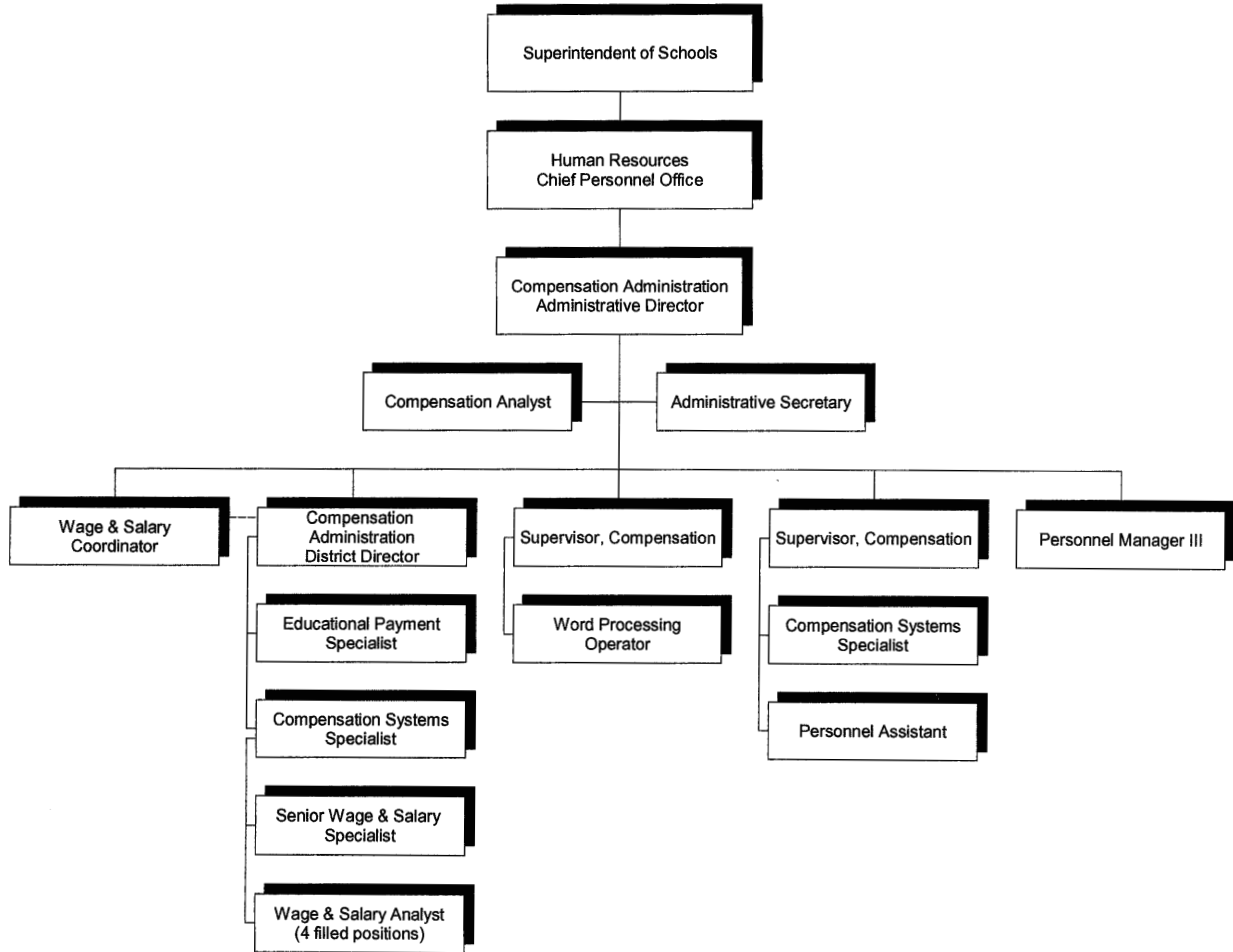 Superintendent of Schools
Human Resources
Chief Personnel Office
Compensation Administration
Administrative Director
Compensation Analyst
Administrative Secretary
Wage & Salary
Coordinator
Compensation
Administration
District Director
Supervisor, Compensation
Supervisor, Compensation
Personnel Manager III
Educational Payment
Specialist
Word Processing
Operator
Compensation Systems
Specialist
Compensation Systems
Specialist
Personnel Assistant
Senior Wage & Salary
Specialist
Wage & Salary Analyst
(4 filled positions)